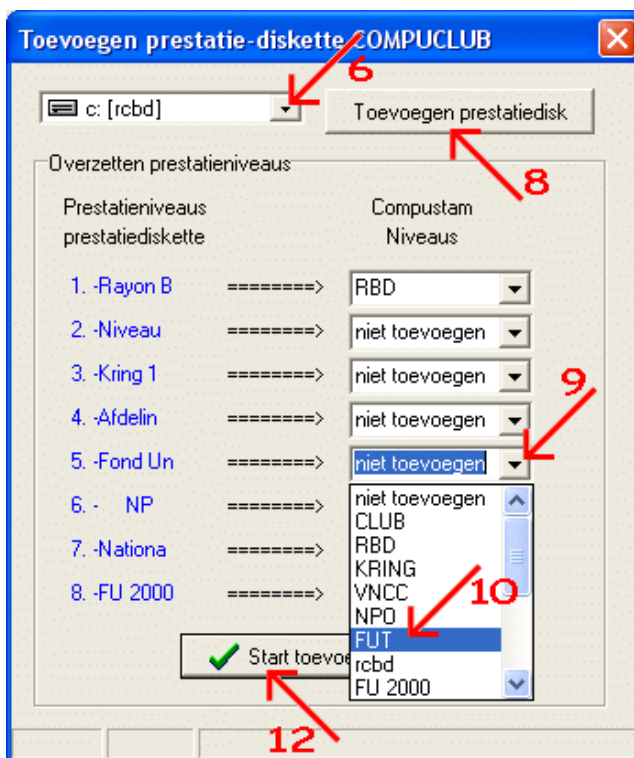 Toevoegen prestatie-diskette COMPUCLUB
6
c: [rcbd]
Toevoegen prestatiedisk
8
Overzetten prestatieniveaus
Prestatieniveaus Compustam
prestatiediskette Niveaus
1. -Rayon B ========> RBD
2. -Niveau ========> niet toevoegen
3. -Kring 1 ========> niet toevoegen
9
4. -Afdelin ========> niet toevoegen
5. -Fond Un ========> niet toevoegen
6. - NP ========> niet toevoegen
CLUB
7. -Nationa ========> RBD
KRING
8. -FU 2000 ========> VNCC
10
NPO
FUT
Start toevoe rcbd
FU 2000
12